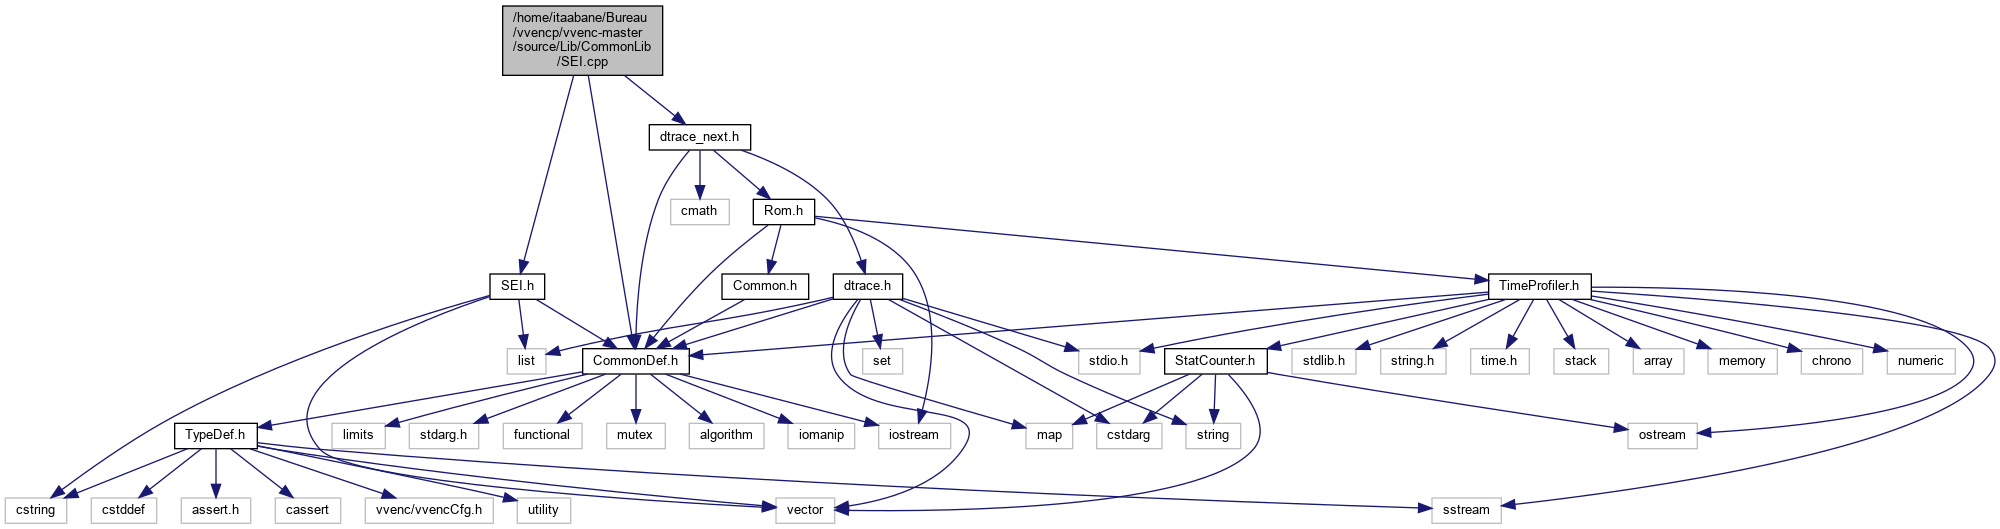 /home/itaabane/Bureau
/vvencp/vvenc-master
/source/Lib/CommonLib
/SEI.cpp
dtrace_next.h
cmath
Rom.h
SEI.h
Common.h
dtrace.h
TimeProfiler.h
list
CommonDef.h
set
stdio.h
StatCounter.h
stdlib.h
string.h
time.h
stack
array
memory
chrono
numeric
TypeDef.h
limits
stdarg.h
functional
mutex
algorithm
iomanip
iostream
map
cstdarg
string
ostream
cstring
cstddef
assert.h
cassert
vvenc/vvencCfg.h
utility
vector
sstream